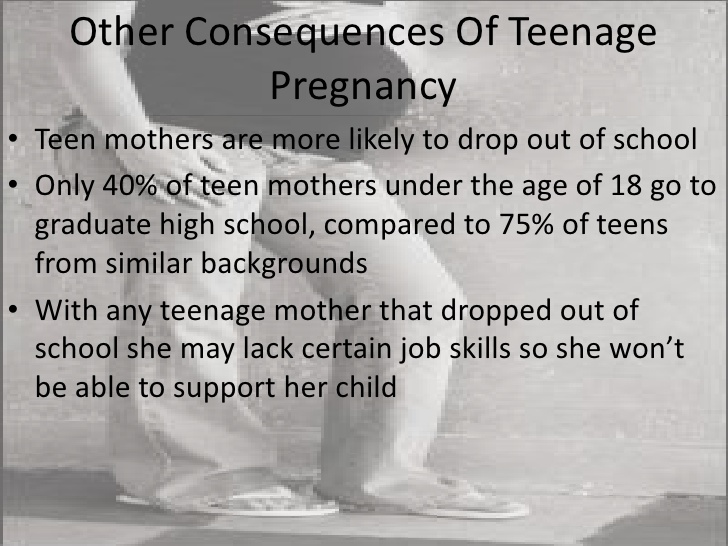 Other Consequences Of Teenage
Pregnancy
• Teen mothers are more likely to drop out of school
• Only 40% of teen mothers under the age of 18 go to
graduate high school, compared to 75% of teens
from similar backgrounds
• With any teenage mother that dropped out of
school she may lack certain job skills so she won’t
be able to support her child